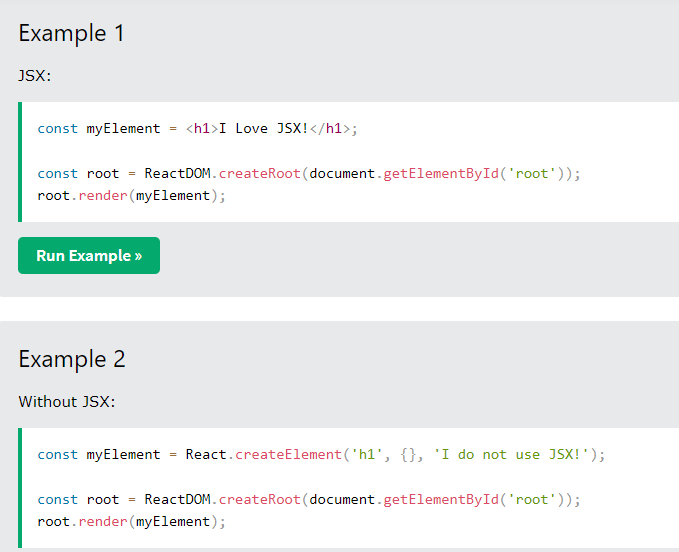 Example 1
JSX:
const myElement = <h1>I Love JSX!</h1>;
const root = ReactDOM.createRoot(document.getElementById('root'));
root.render(myElement);
Run Example »
Example 2
Without JSX:
const myElement = React.createElement('h1', {}, 'I do not use JSX!');
const root = ReactDOM.createRoot(document.getElementById('root'));
root.render(myElement);